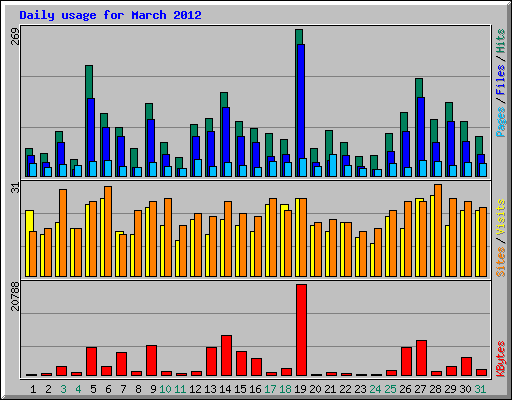 Daily usage for March 2012
269
Pages / Files / Hits
31
Sites / Visits
20788
KBytes
1 2 3 4 5 6 7 8 9 10 11 12 13 14 15 16 17 18 19 20 21 22 23 24 25 26 27 28 29 30 31